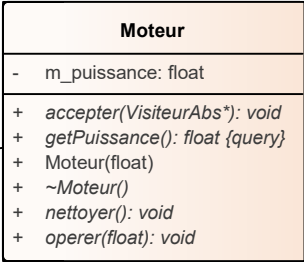 Moteur
- m_puissance: float
+ accepter(VisiteurAbs*): void
+ getPuissance(): float {query}
+ Moteur(float)
+ ~Moteur()
+ nettoyer(): void
+ operer(float): void